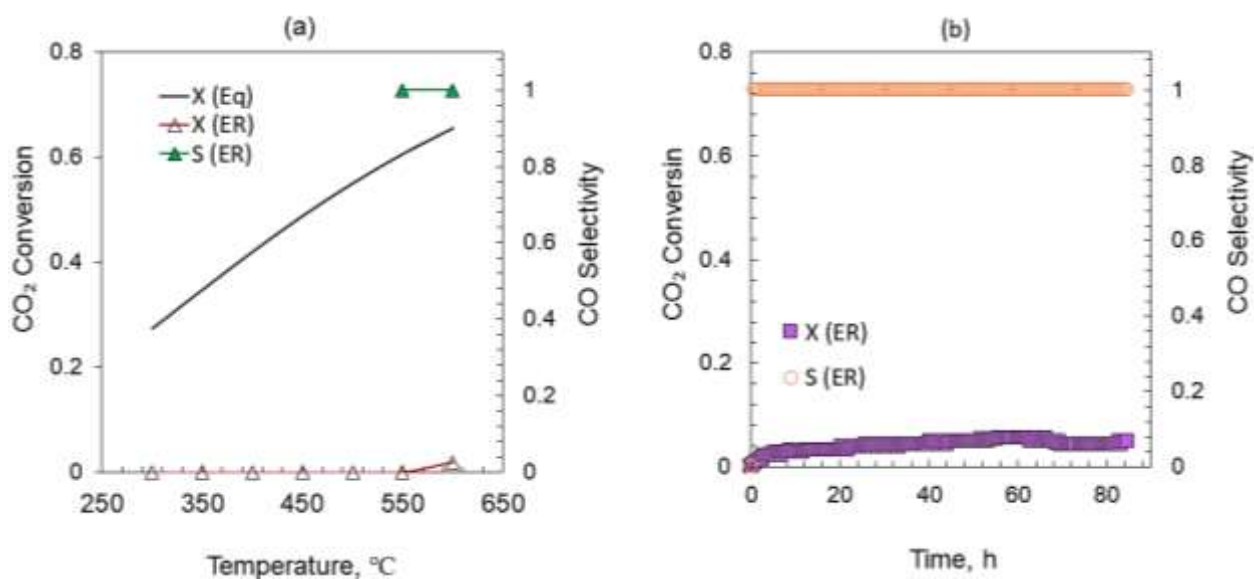 (a)
0.8
0.6
0.4
0.2
0
CO₂ Conversion
X (Eq)
X (ER)
S (ER)
1
0.8
0.6
0.4
0.2
0
CO Selectivity
250
350
450
550
650
Temperature, ℃
(b)
0.8
0.6
0.4
0.2
0
CO₂ Conversin
X (ER)
S (ER)
1
0.8
0.6
0.4
0.2
0
CO Selectivity
0
20
40
60
80
Time, h